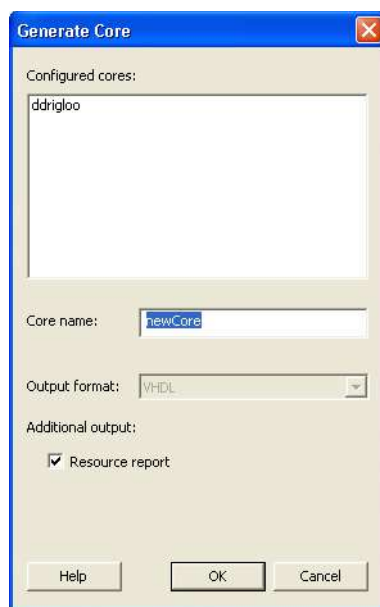 Generate Core
Configured cores:
ddrigloo
Core name: newCore
Output format: VHDL
Additional output:
Resource report
Help OK Cancel